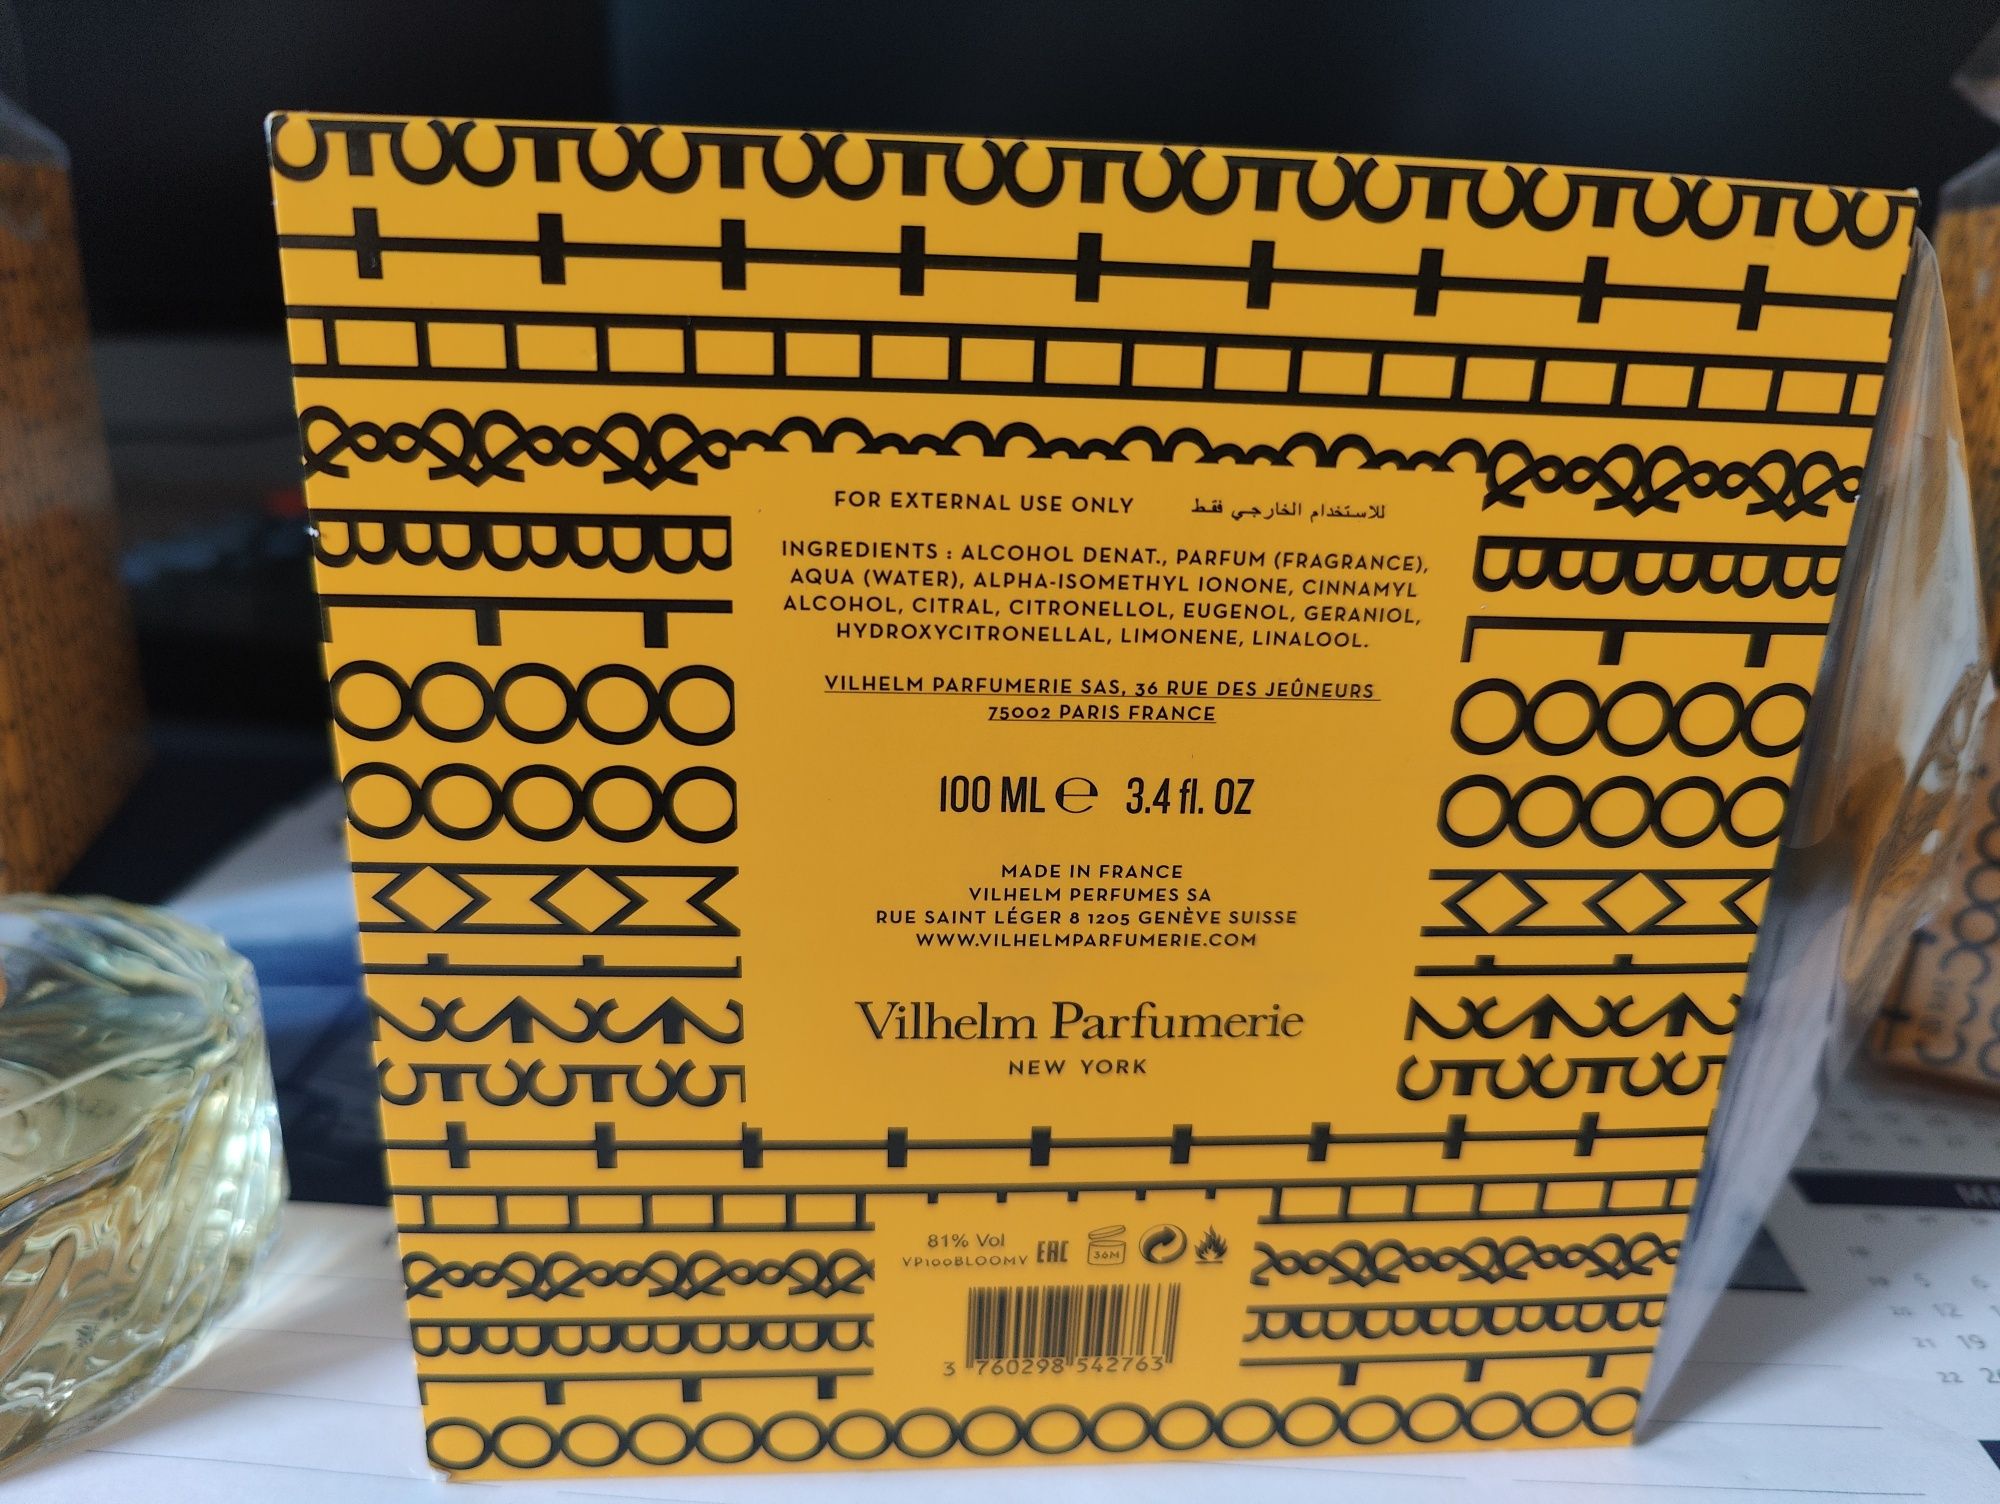 FOR EXTERNAL USE ONLY للاستخدام الخارجي فقط
INGREDIENTS : ALCOHOL DENAT., PARFUM (FRAGRANCE),
AQUA (WATER), ALPHA-ISOMETHYL IONONE, CINNAMYL
ALCOHOL, CITRAL, CITRONELLOL, EUGENOL, GERANIOL,
HYDROXYCITRONELLAL, LIMONENE, LINALOOL.
VILHELM PARFUMERIE SAS, 36 RUE DES JEÛNEURS
75002 PARIS FRANCE
100 ML ℮ 3.4 fl. OZ
MADE IN FRANCE
VILHELM PERFUMES SA
RUE SAINT LÉGER 8 1205 GENÈVE SUISSE
WWW.VILHELMPARFUMERIE.COM
Vilhelm Parfumerie
NEW YORK
81% Vol
VP100BLOOMV EAC 36M
3 760298 542763